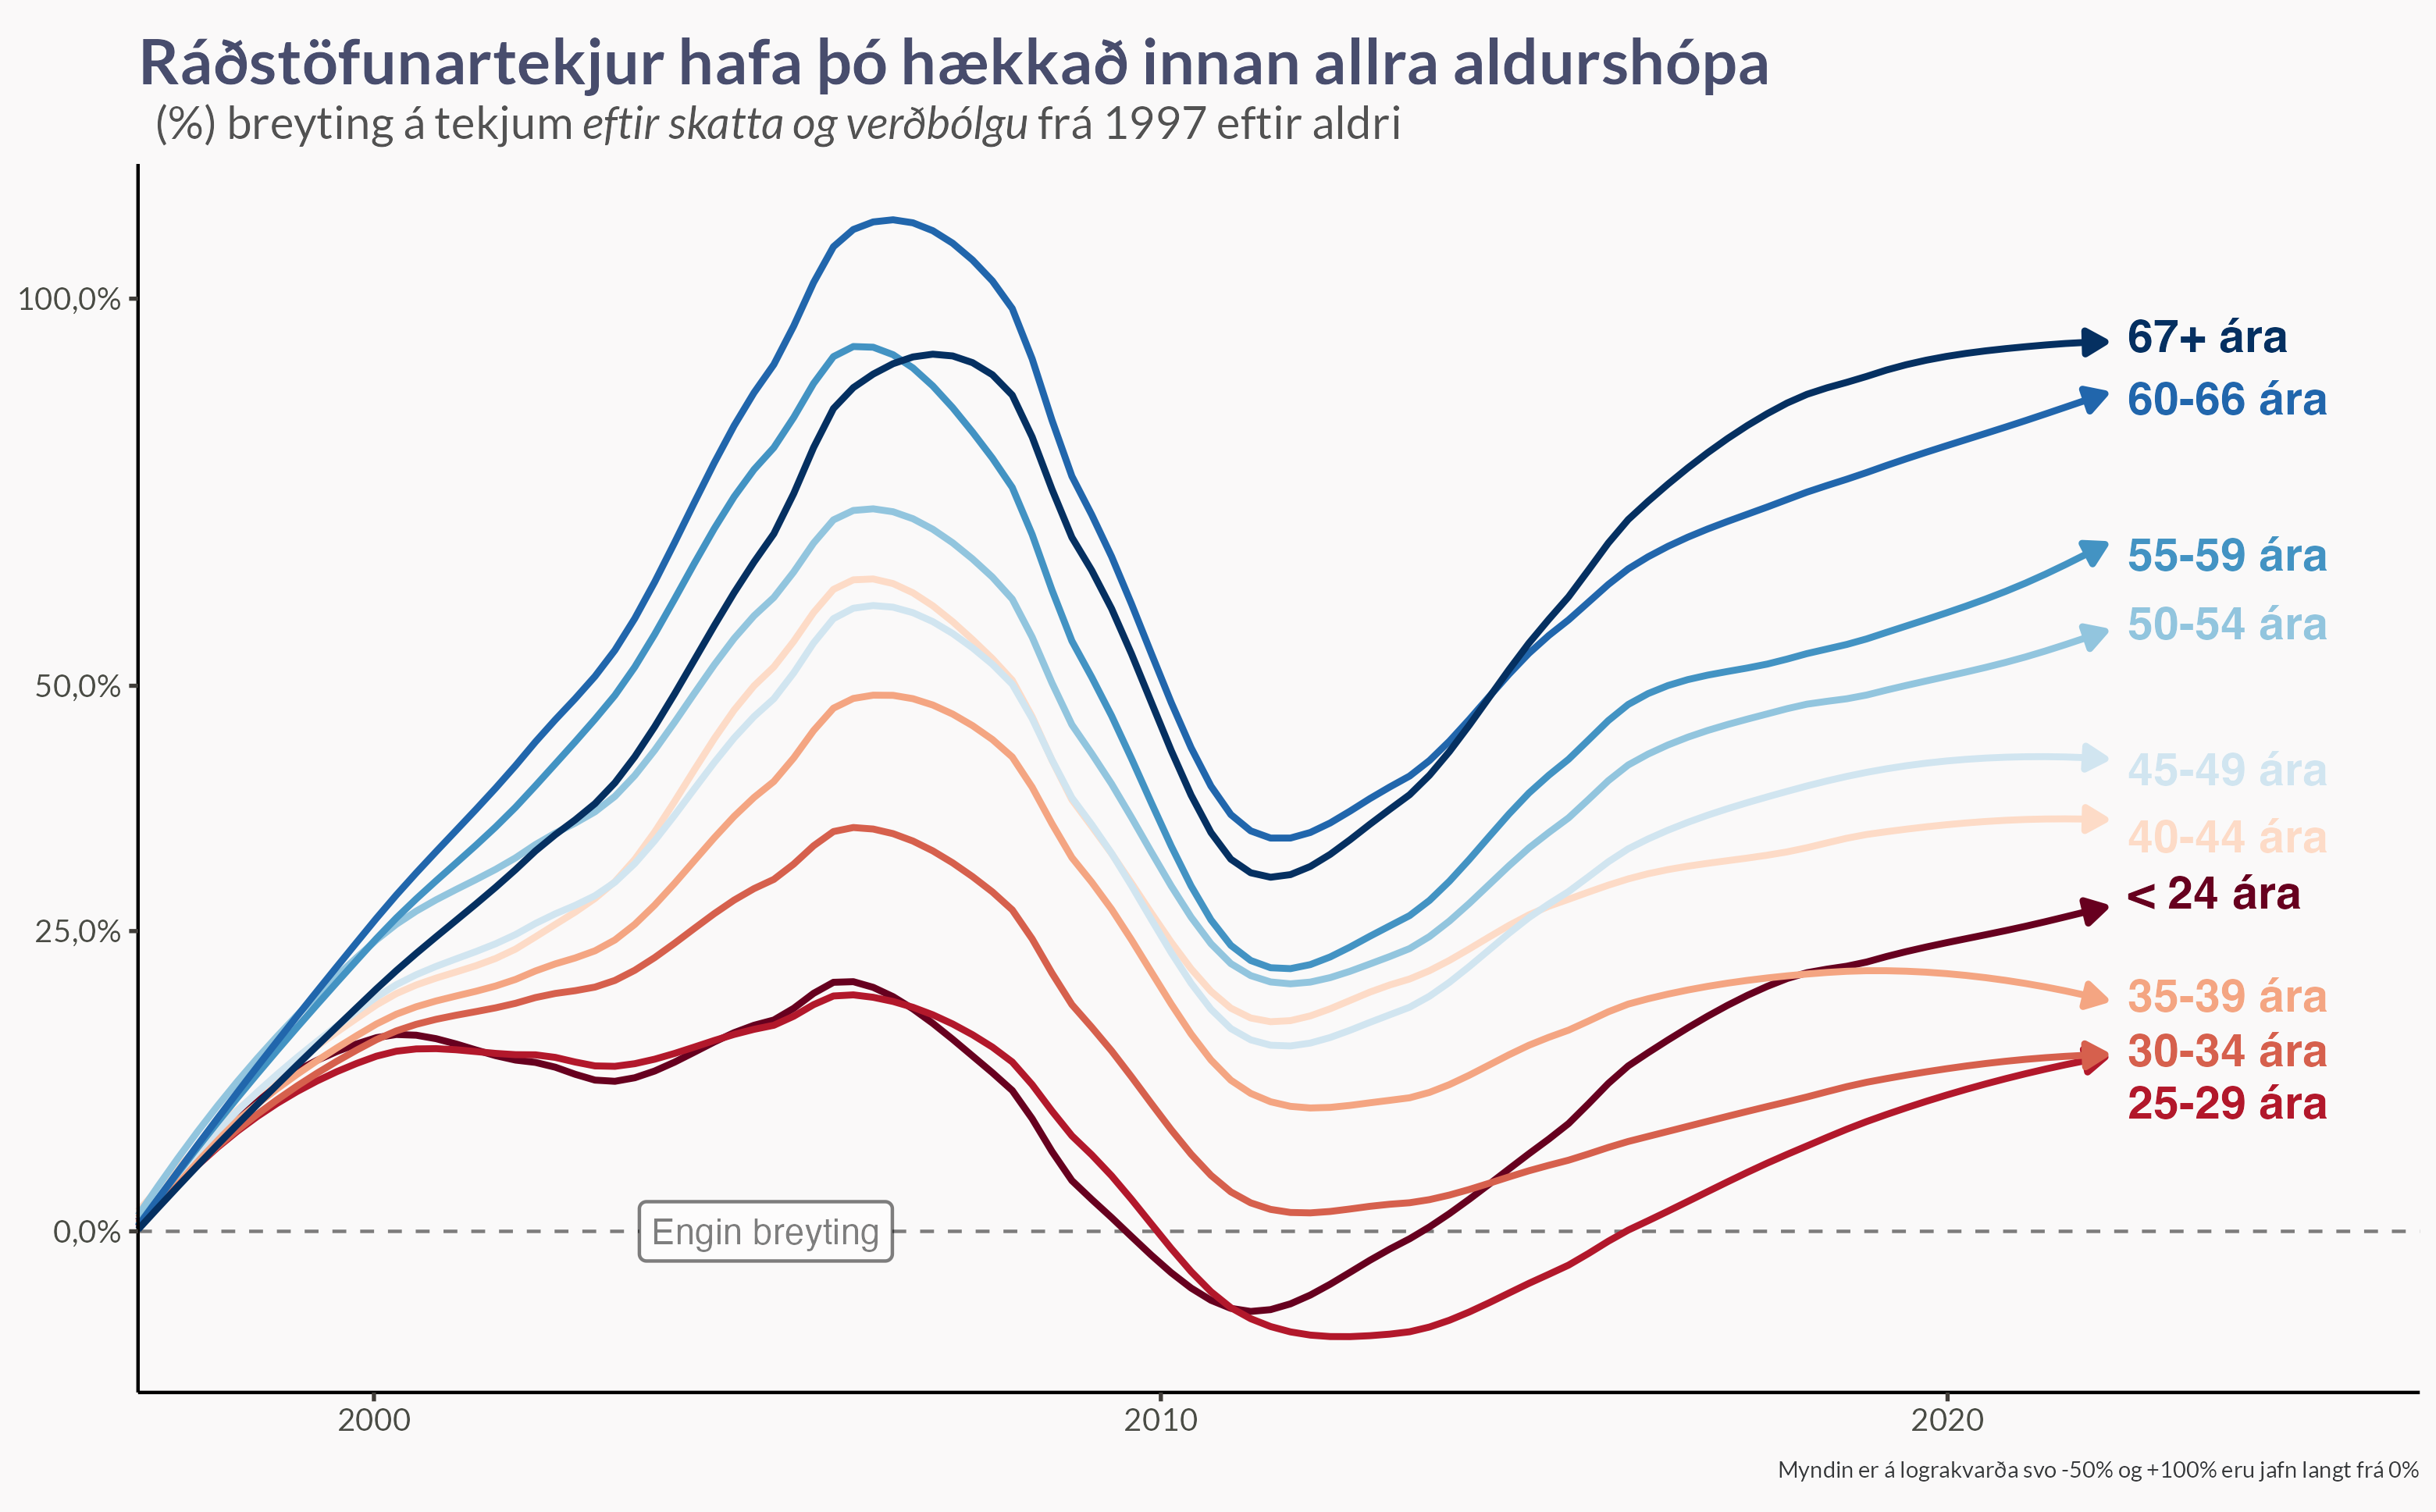 Ráðstöfunartekjur hafa þó hækkað innan allra aldurshópa
(%) breyting á tekjum eftir skatta og verðbólgu frá 1997 eftir aldri
100,0%
67+ ára
60-66 ára
55-59 ára
50-54 ára
50,0%
45-49 ára
40-44 ára
< 24 ára
25,0%
35-39 ára
30-34 ára
25-29 ára
0,0%
Engin breyting
2000
2010
2020
Myndin er á lograkvarða svo -50% og +100% eru jafn langt frá 0%